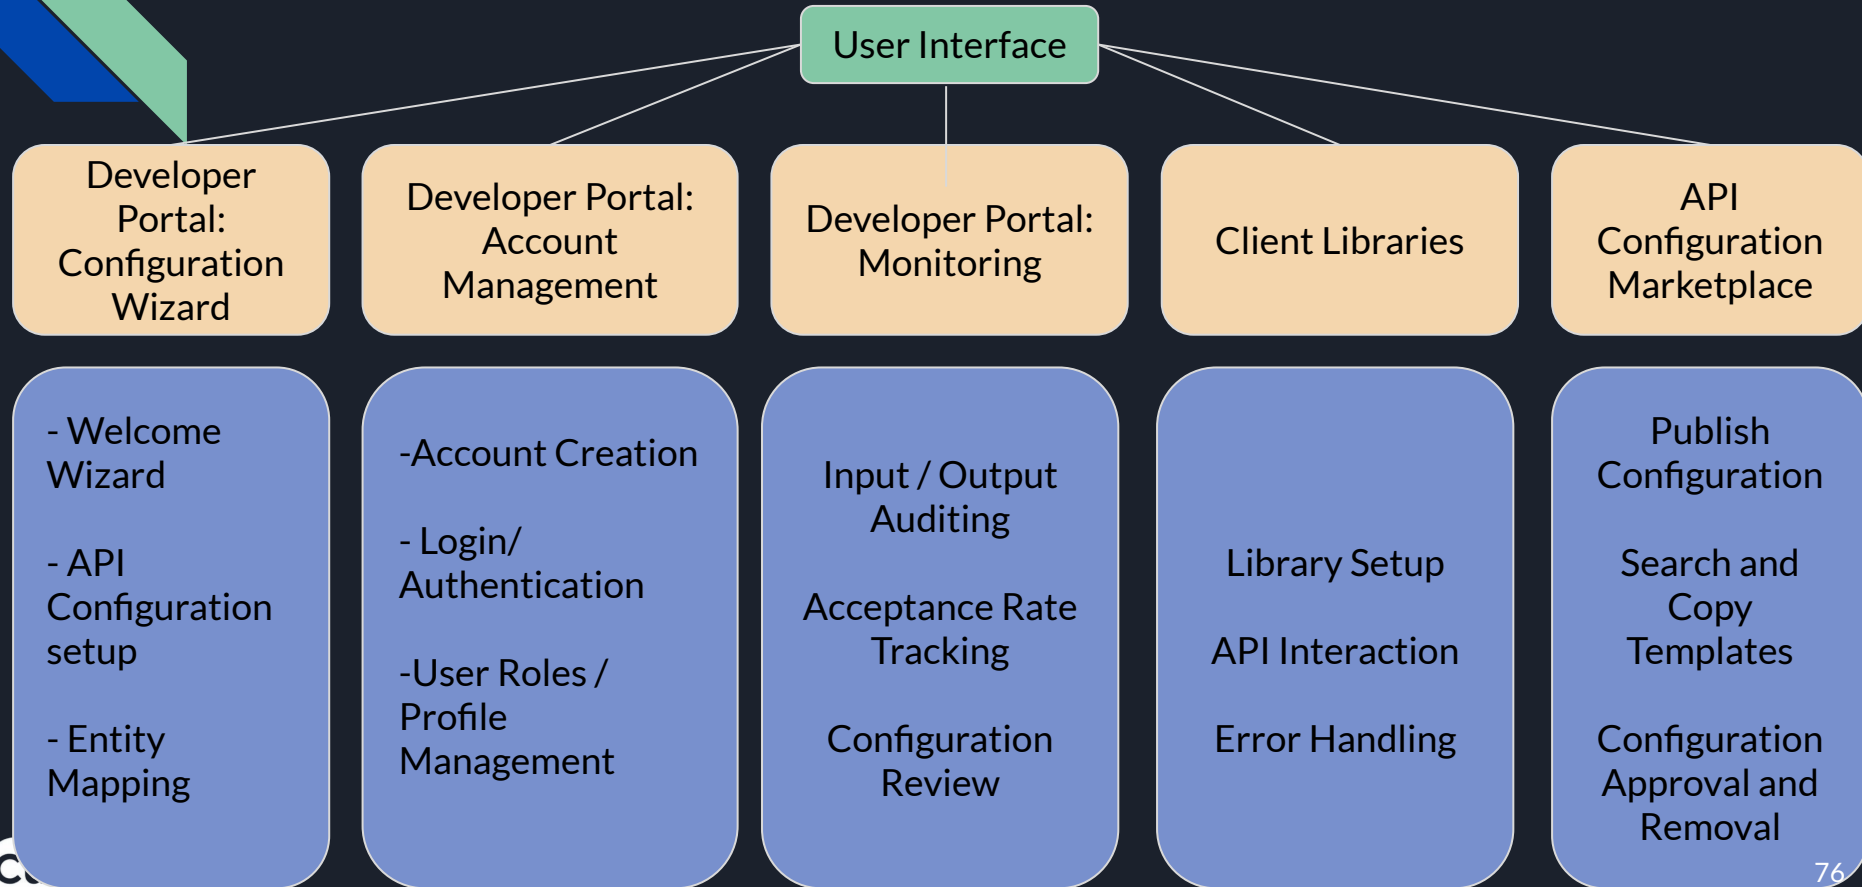 User Interface
Developer
Portal:
Configuration
Wizard
Developer Portal:
Account
Management
Developer Portal:
Monitoring
Client Libraries
API
Configuration
Marketplace
- Welcome
Wizard
- API
Configuration
setup
- Entity
Mapping
-Account Creation
- Login/
Authentication
-User Roles /
Profile
Management
Input / Output
Auditing
Acceptance Rate
Tracking
Configuration
Review
Library Setup
API Interaction
Error Handling
Publish
Configuration
Search and
Copy
Templates
Configuration
Approval and
Removal
76